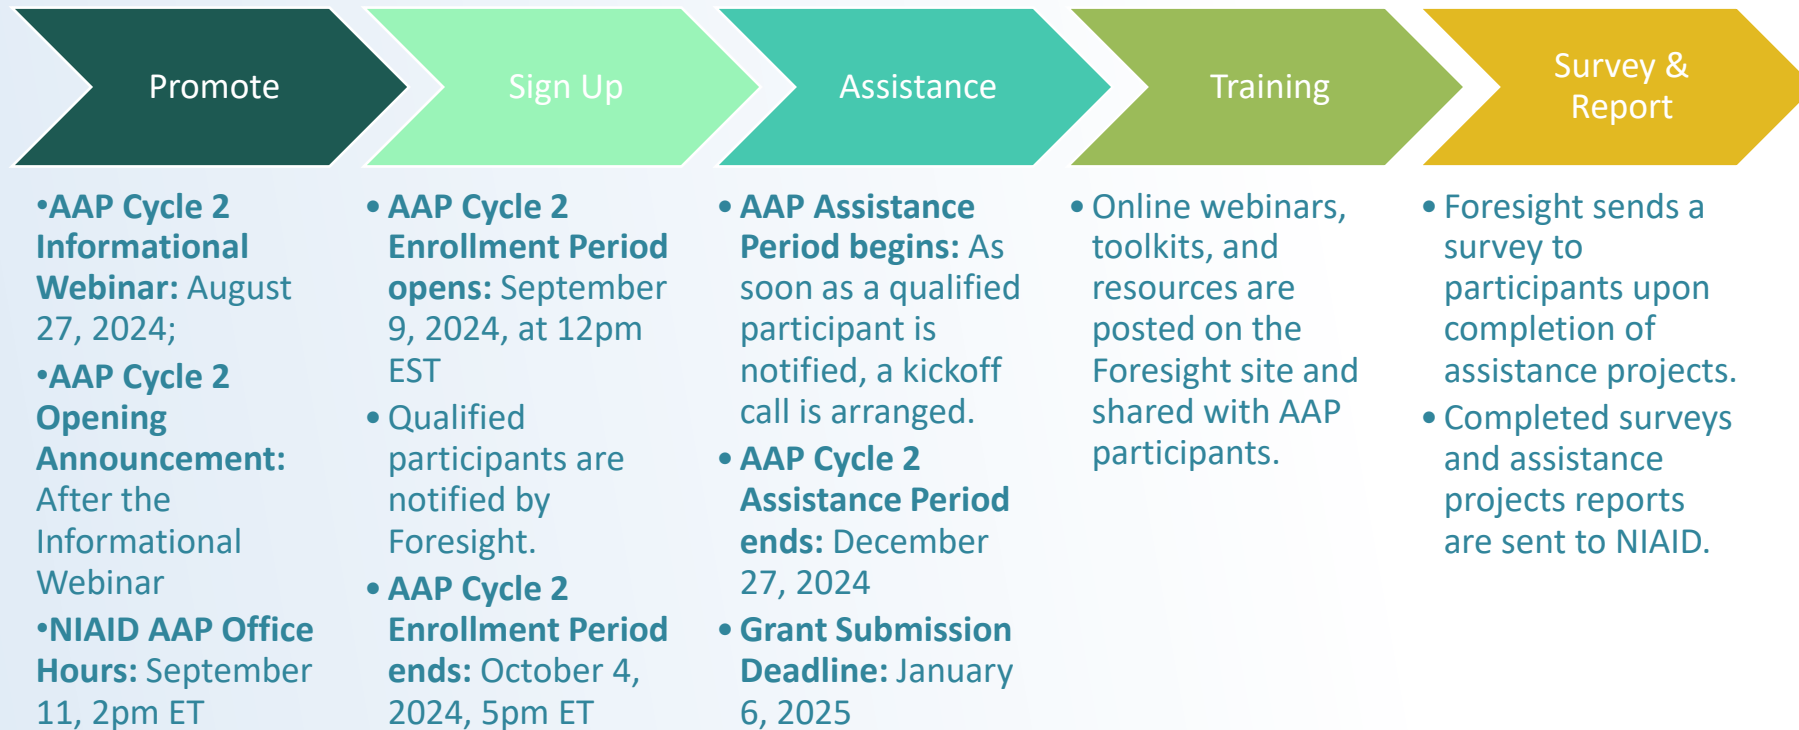 Promote
Sign Up
Assistance
Training
Survey &
Report
•AAP Cycle 2
Informational
Webinar: August
27, 2024;
•AAP Cycle 2
Opening
Announcement:
After the
Informational
Webinar
•NIAID AAP Office
Hours: September
11, 2pm ET
• AAP Cycle 2
Enrollment Period
opens: September
9, 2024, at 12pm
EST
• Qualified
participants are
notified by
Foresight.
• AAP Cycle 2
Enrollment Period
ends: October 4,
2024, 5pm ET
• AAP Assistance
Period begins: As
soon as a qualified
participant is
notified, a kickoff
call is arranged.
• AAP Cycle 2
Assistance Period
ends: December
27, 2024
• Grant Submission
Deadline: January
6, 2025
• Online webinars,
toolkits, and
resources are
posted on the
Foresight site and
shared with AAP
participants.
• Foresight sends a
survey to
participants upon
completion of
assistance projects.
• Completed surveys
and assistance
projects reports
are sent to NIAID.